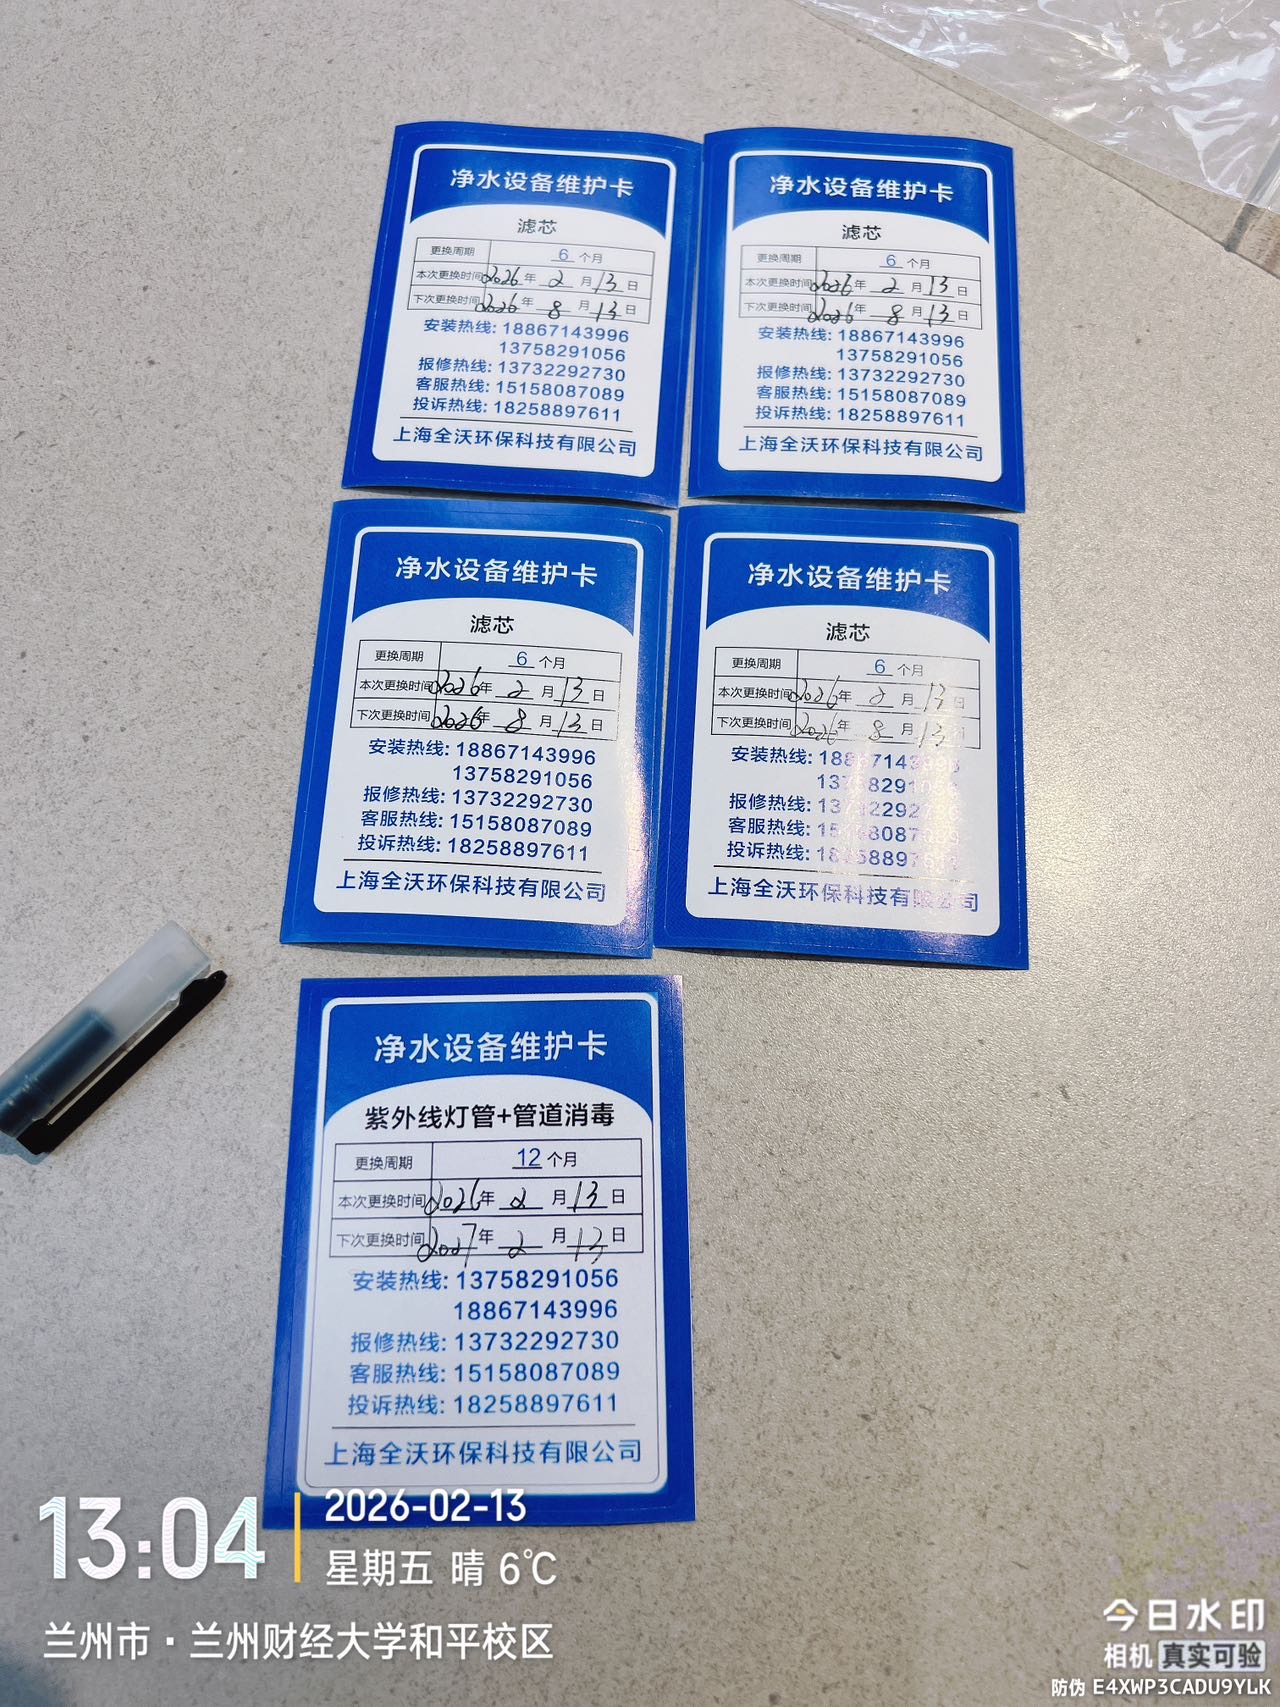 净水设备维护卡
滤芯
更换周期 6 个月
本次更换时间 2026 年 2 月 13 日
下次更换时间 2026 年 8 月 13 日
安装热线: 18867143996
13758291056
报修热线: 13732292730
客服热线: 15158087089
投诉热线: 18258897611
上海全沃环保科技有限公司
净水设备维护卡
滤芯
更换周期 6 个月
本次更换时间 2026 年 2 月 13 日
下次更换时间 2026 年 8 月 13 日
安装热线: 18867143996
13758291056
报修热线: 13732292730
客服热线: 15158087089
投诉热线: 18258897611
上海全沃环保科技有限公司
净水设备维护卡
滤芯
更换周期 6 个月
本次更换时间 2026 年 2 月 13 日
下次更换时间 2026 年 8 月 13 日
安装热线: 18867143996
13758291056
报修热线: 13732292730
客服热线: 15158087089
投诉热线: 18258897611
上海全沃环保科技有限公司
净水设备维护卡
滤芯
更换周期 6 个月
本次更换时间 2026 年 2 月 13 日
下次更换时间 2026 年 8 月 13 日
安装热线: 18867143996
13758291056
报修热线: 13732292730
客服热线: 15158087089
投诉热线: 18258897611
上海全沃环保科技有限公司
净水设备维护卡
紫外线灯管+管道消毒
更换周期 12 个月
本次更换时间 2026 年 2 月 13 日
下次更换时间 2027 年 2 月 13 日
安装热线: 13758291056
18867143996
报修热线: 13732292730
客服热线: 15158087089
投诉热线: 18258897611
上海全沃环保科技有限公司
13:04
2026-02-13
星期五 晴 6℃
兰州市·兰州财经大学和平校区
今日水印
相机 真实可验
防伪 E4XWP3CADU9YLK